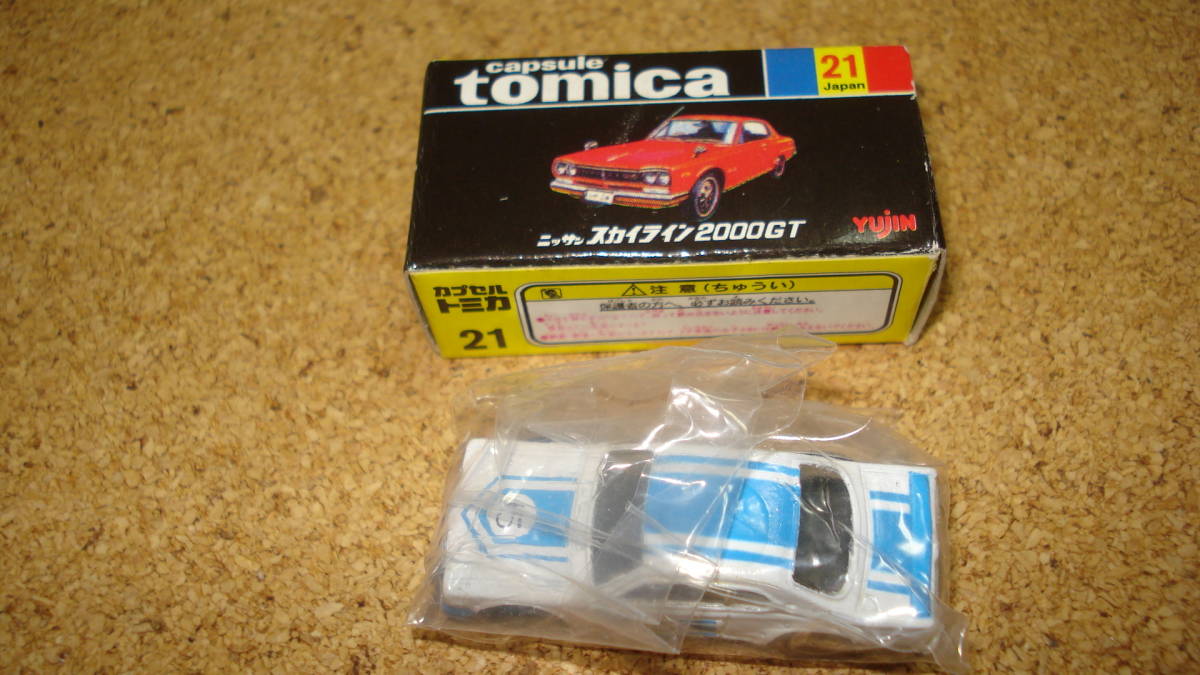 capsule
tomica
21
Japan
ニッサン スカイライン 2000GT
YUJIN
カプセル
トミカ
21
⚠注意(ちゅうい)
保護者の方へ 必ずお読みください。
5